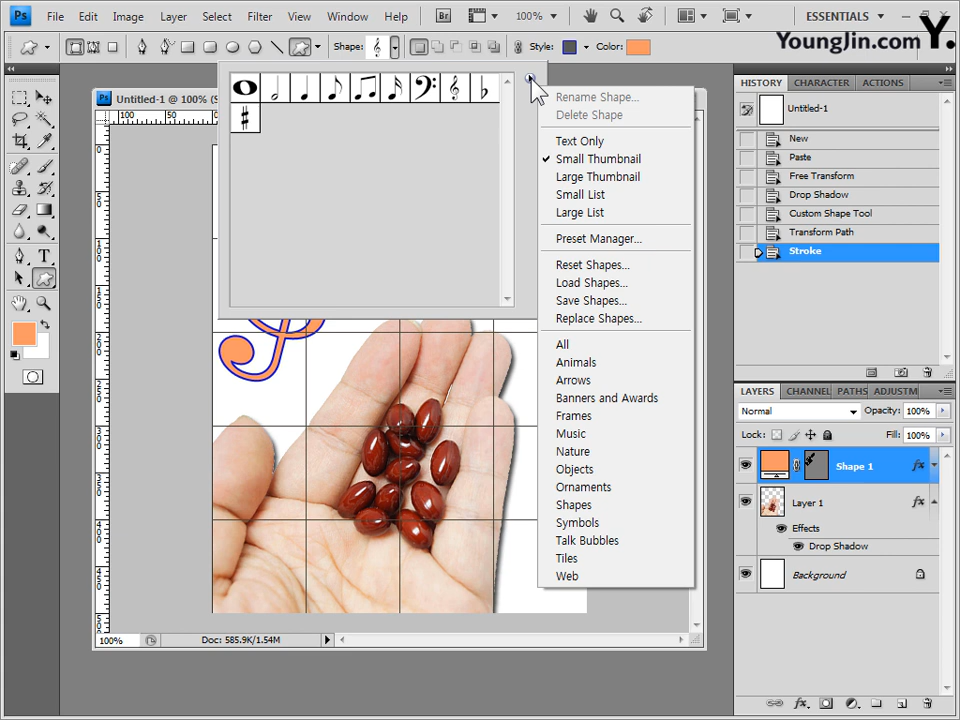 Ps File Edit Image Layer Select Filter View Window Help Br 100% ESSENTIALS
YoungJin.com Y.
Shape: Style: Color:
HISTORY CHARACTER ACTIONS
Untitled-1
New
Paste
Free Transform
Drop Shadow
Custom Shape Tool
Transform Path
Stroke
Ps Untitled-1 @ 100% (S
100 50
Rename Shape...
Delete Shape
Text Only
Small Thumbnail
Large Thumbnail
Small List
Large List
Preset Manager...
Reset Shapes...
Load Shapes...
Save Shapes...
Replace Shapes...
All
Animals
Arrows
Banners and Awards
Frames
Music
Nature
Objects
Ornaments
Shapes
Symbols
Talk Bubbles
Tiles
Web
LAYERS CHANNEL PATHS ADJUSTM
Normal Opacity: 100%
Lock: Fill: 100%
Shape 1 fx
Layer 1 fx
Effects
Drop Shadow
Background
100% Doc: 585.9K/1.54M